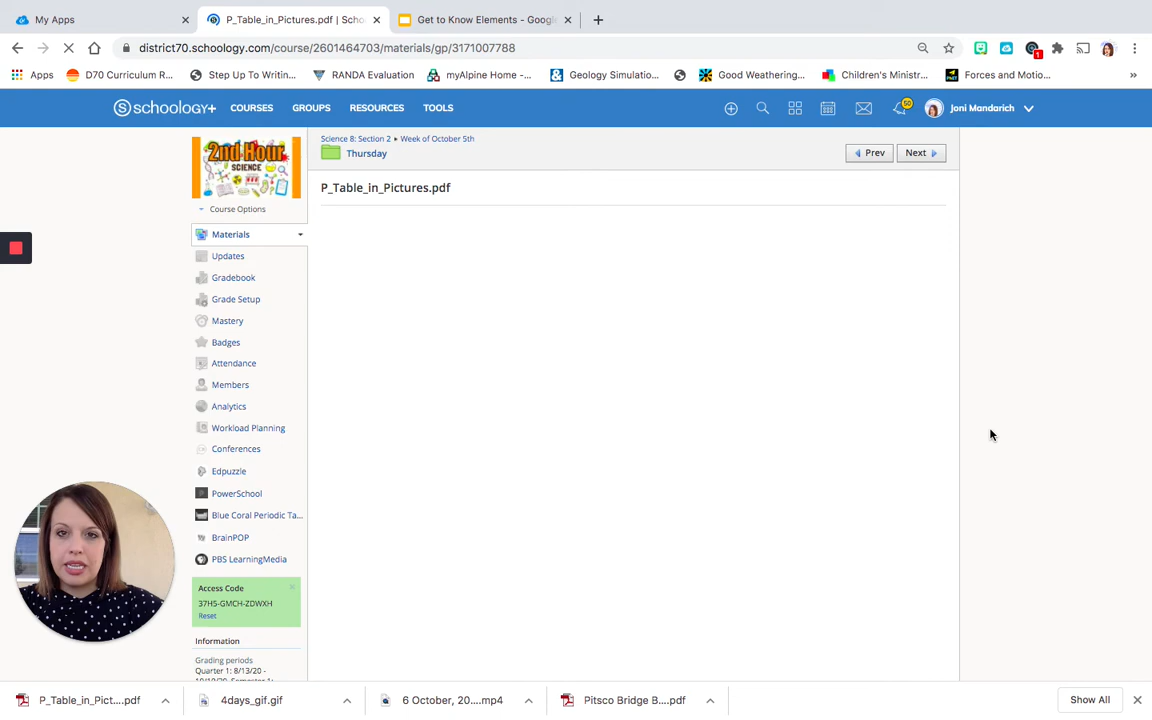 My Apps
P_Table_in_Pictures.pdf | Scho
Get to Know Elements - Google
district70.schoology.com/course/2601464703/materials/gp/3171007788
Apps
D70 Curriculum R...
Step Up To Writin...
RANDA Evaluation
myAlpine Home -...
Geology Simulatio...
Good Weathering...
Children's Ministr...
Forces and Motio...
»
1
schoology+
COURSES
GROUPS
RESOURCES
TOOLS
50
Joni Mandarich
2nd Hour
SCIENCE
Course Options
Materials
Updates
Gradebook
Grade Setup
Mastery
Badges
Attendance
Members
Analytics
Workload Planning
Conferences
Edpuzzle
PowerSchool
Blue Coral Periodic Ta...
BrainPOP
PBS LearningMedia
Access Code
37H5-GMCH-ZDWXH
Reset
Information
Grading periods
Quarter 1: 8/13/20 -
Science 8: Section 2 ▸ Week of October 5th
Thursday
Prev
Next
P_Table_in_Pictures.pdf
P_Table_in_Pict....pdf
4days_gif.gif
6 October, 20....mp4
Pitsco Bridge B....pdf
Show All